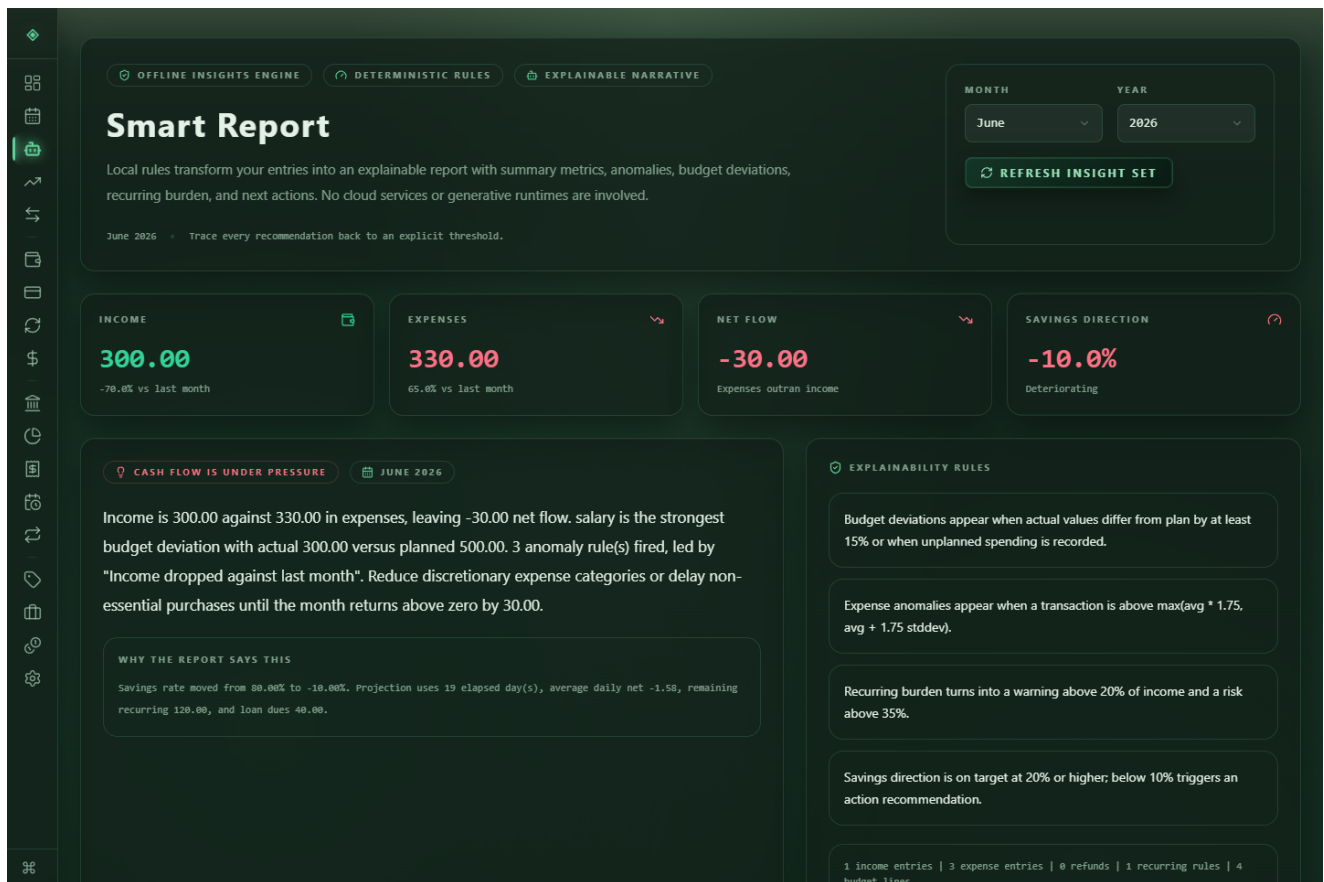 OFFLINE INSIGHTS ENGINE
DETERMINISTIC RULES
EXPLAINABLE NARRATIVE
Smart Report
Local rules transform your entries into an explainable report with summary metrics, anomalies, budget deviations,
recurring burden, and next actions. No cloud services or generative runtimes are involved.
June 2026 · Trace every recommendation back to an explicit threshold.
MONTH
YEAR
June
2026
REFRESH INSIGHT SET
INCOME
300.00
-70.0% vs last month
EXPENSES
330.00
65.0% vs last month
NET FLOW
-30.00
Expenses outran income
SAVINGS DIRECTION
-10.0%
Deteriorating
CASH FLOW IS UNDER PRESSURE
JUNE 2026
Income is 300.00 against 330.00 in expenses, leaving -30.00 net flow. salary is the strongest
budget deviation with actual 300.00 versus planned 500.00. 3 anomaly rule(s) fired, led by
"Income dropped against last month". Reduce discretionary expense categories or delay non-
essential purchases until the month returns above zero by 30.00.
WHY THE REPORT SAYS THIS
Savings rate moved from 80.00% to -10.00%. Projection uses 19 elapsed day(s), average daily net -1.58, remaining
recurring 120.00, and loan dues 40.00.
EXPLAINABILITY RULES
Budget deviations appear when actual values differ from plan by at least
15% or when unplanned spending is recorded.
Expense anomalies appear when a transaction is above max(avg * 1.75,
avg + 1.75 stddev).
Recurring burden turns into a warning above 20% of income and a risk
above 35%.
Savings direction is on target at 20% or higher; below 10% triggers an
action recommendation.
1 income entries | 3 expense entries | 0 refunds | 1 recurring rules | 4
budget lines